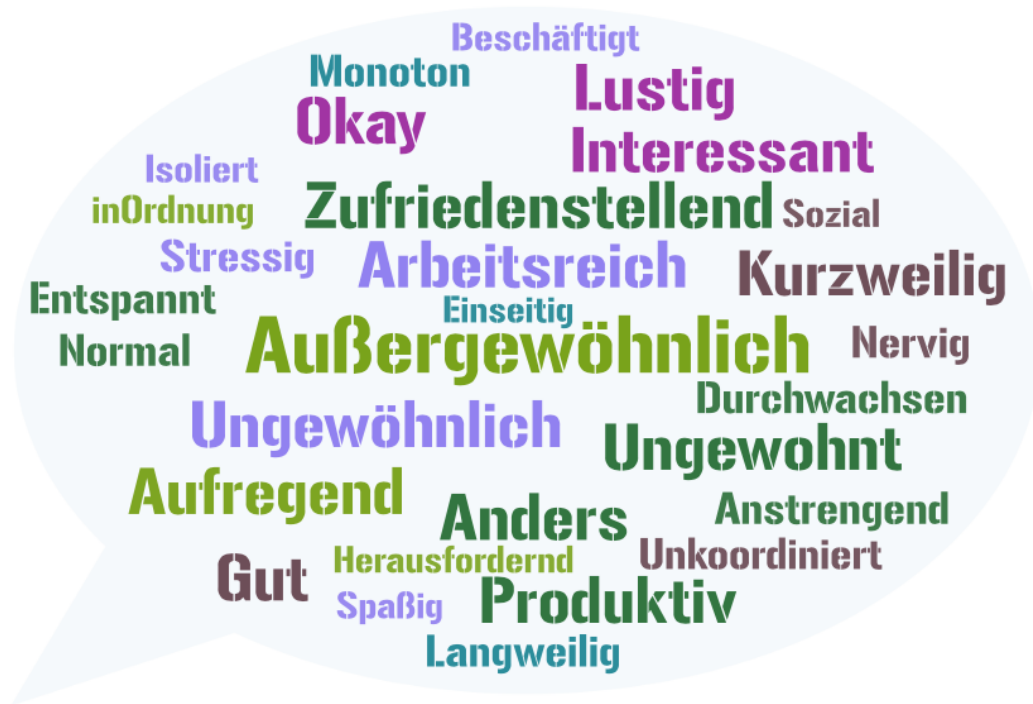 Beschäftigt
Monoton
Lustig
Okay
Interessant
Isoliert
inOrdnung
Zufriedenstellend
Sozial
Stressig
Arbeitsreich
Kurzweilig
Entspannt
Einseitig
Normal
Außergewöhnlich
Nervig
Durchwachsen
Ungewöhnlich
Ungewohnt
Aufregend
Anders
Anstrengend
Herausfordernd
Unkoordiniert
Gut
Spaßig
Produktiv
Langweilig